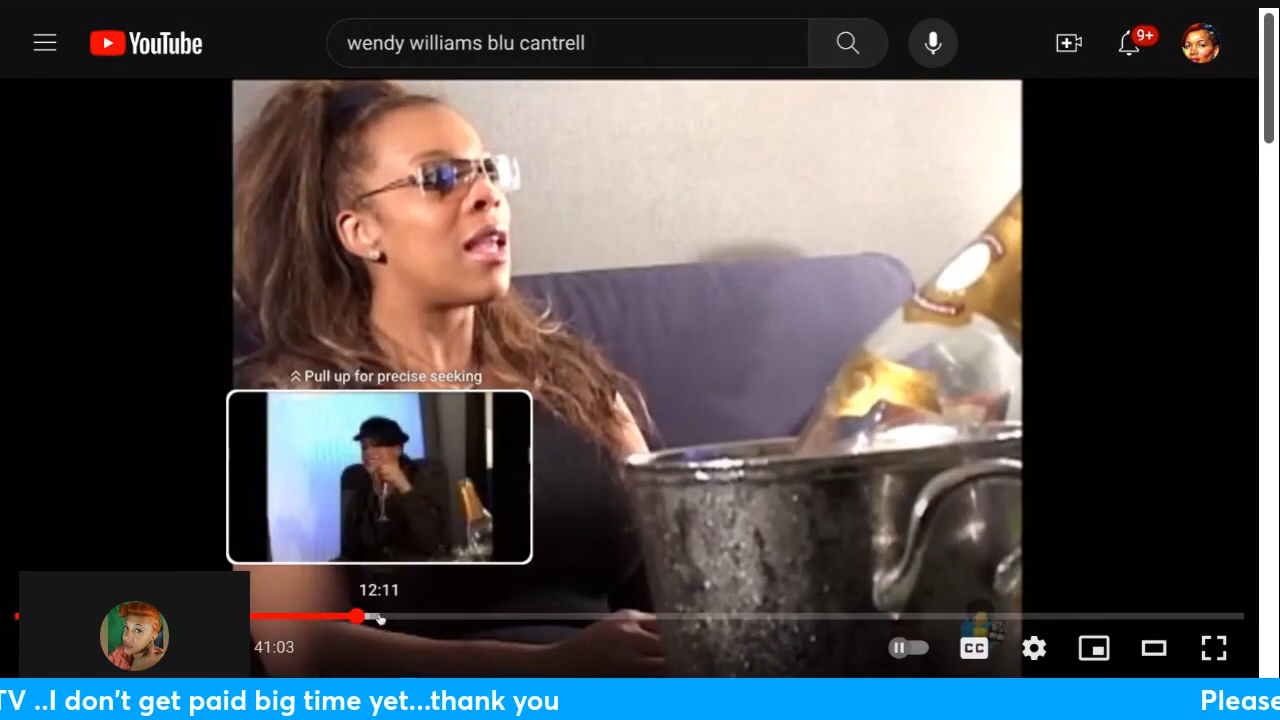 YouTube
wendy williams blu cantrell
9+
Pull up for precise seeking
12:11
41:03
CC
TV ..I don't get paid big time yet...thank you
Please